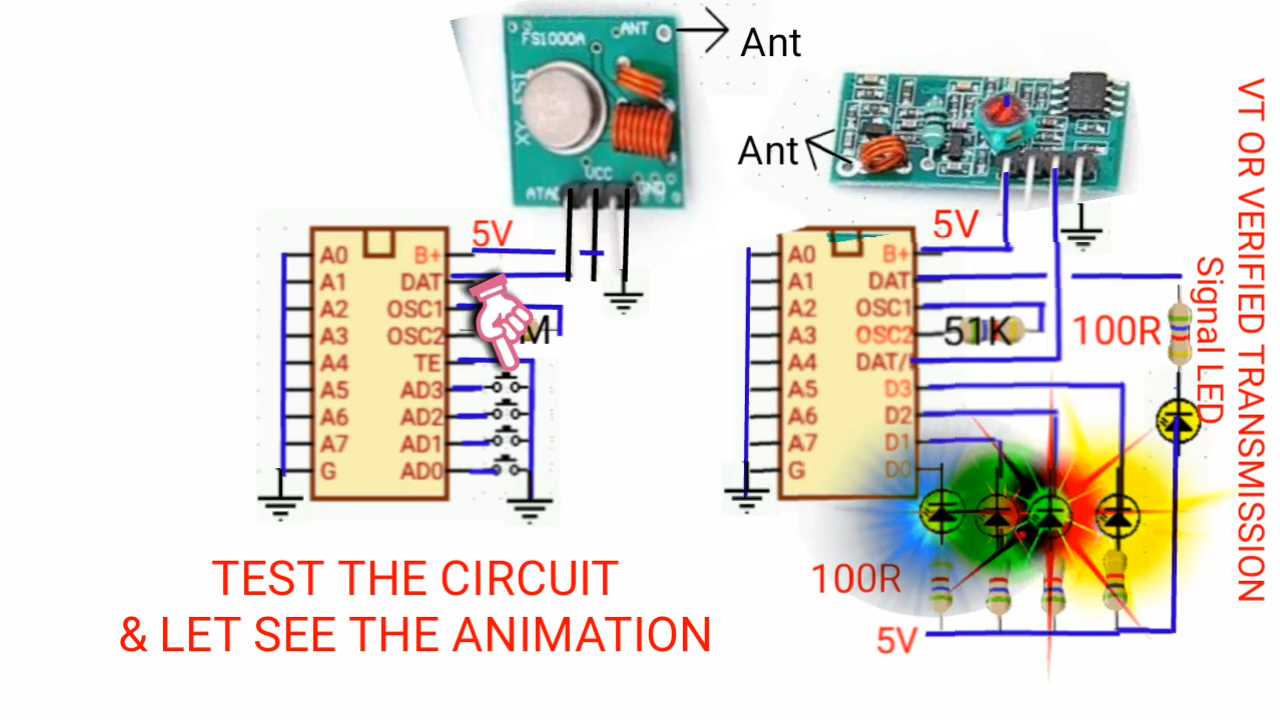 FS1000A
ANT
Ant
XY-FST
ATAD
VCC
GND
Ant
5V
A0
A1
A2
A3
A4
A5
A6
A7
G
B+
DAT
OSC1
OSC2
TE
AD3
AD2
AD1
AD0
M
5V
A0
A1
A2
A3
A4
A5
A6
A7
G
B+
DAT
OSC1
OSC2
DAT/
D3
D2
D1
D0
51K
100R
Signal LED
VT OR VERIFIED TRANSMISSION
100R
5V
TEST THE CIRCUIT
& LET SEE THE ANIMATION